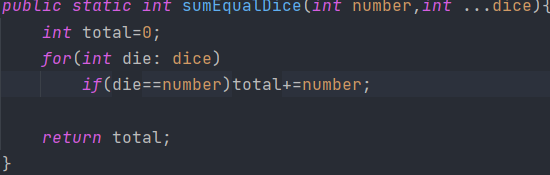 public static int sumEqualDice(int number,int ...dice){
int total=0;
for(int die: dice)
if(die==number)total+=number;
return total;
}